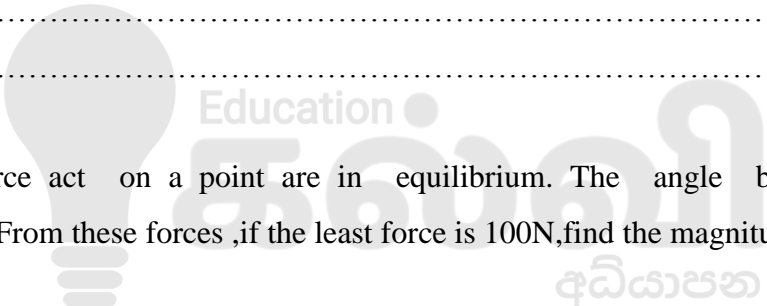 Education
கல்வி
rce act on a point are in equilibrium. The angle b
From these forces ,if the least force is 100N,find the magnitu
අධ්‍යාපන